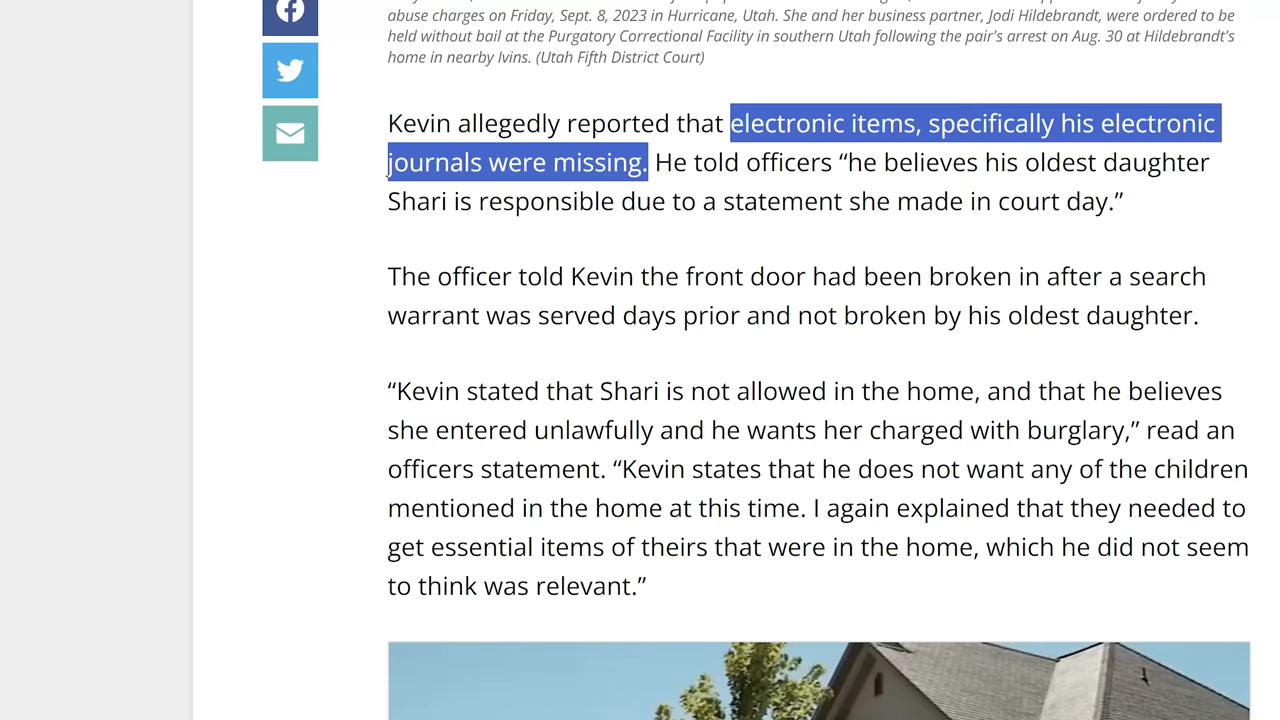 abuse charges on Friday, Sept. 8, 2023 in Hurricane, Utah. She and her business partner, Jodi Hildebrandt, were ordered to be
held without bail at the Purgatory Correctional Facility in southern Utah following the pair's arrest on Aug. 30 at Hildebrandt's
home in nearby Ivins. (Utah Fifth District Court)
Kevin allegedly reported that electronic items, specifically his electronic
journals were missing. He told officers “he believes his oldest daughter
Shari is responsible due to a statement she made in court day.”
The officer told Kevin the front door had been broken in after a search
warrant was served days prior and not broken by his oldest daughter.
“Kevin stated that Shari is not allowed in the home, and that he believes
she entered unlawfully and he wants her charged with burglary,” read an
officers statement. “Kevin states that he does not want any of the children
mentioned in the home at this time. I again explained that they needed to
get essential items of theirs that were in the home, which he did not seem
to think was relevant.”